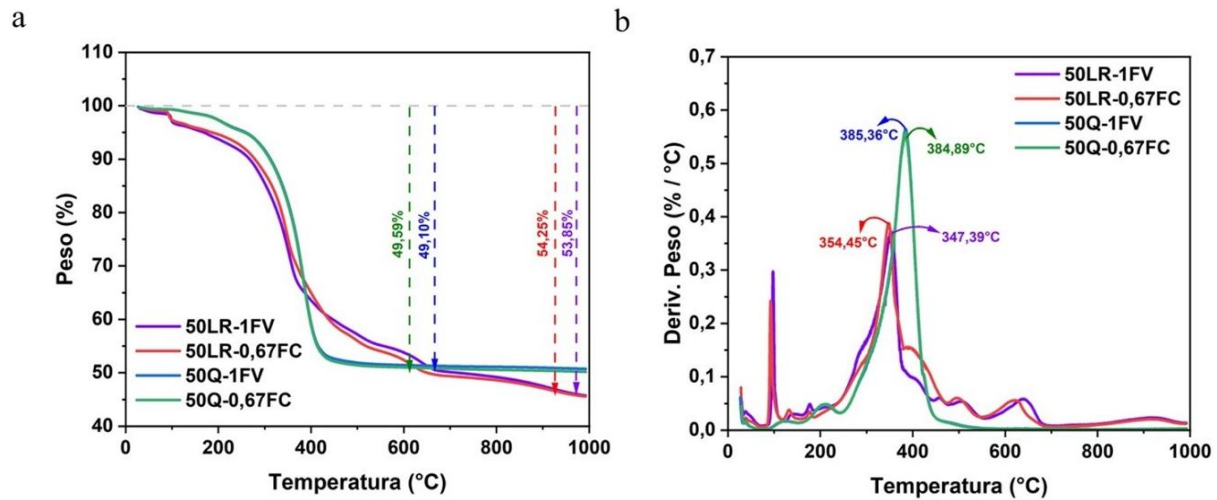 a
110
100
90
80
70
60
50
40
Peso (%)
49,59%
49,10%
54,25%
53,85%
50LR-1FV
50LR-0,67FC
50Q-1FV
50Q-0,67FC
0
200
400
600
800
1000
Temperatura (°C)
b
0,7
0,6
0,5
0,4
0,3
0,2
0,1
0,0
Deriv. Peso (% / °C)
50LR-1FV
50LR-0,67FC
50Q-1FV
50Q-0,67FC
385,36°C
384,89°C
354,45°C
347,39°C
0
200
400
600
800
1000
Temperatura (°C)